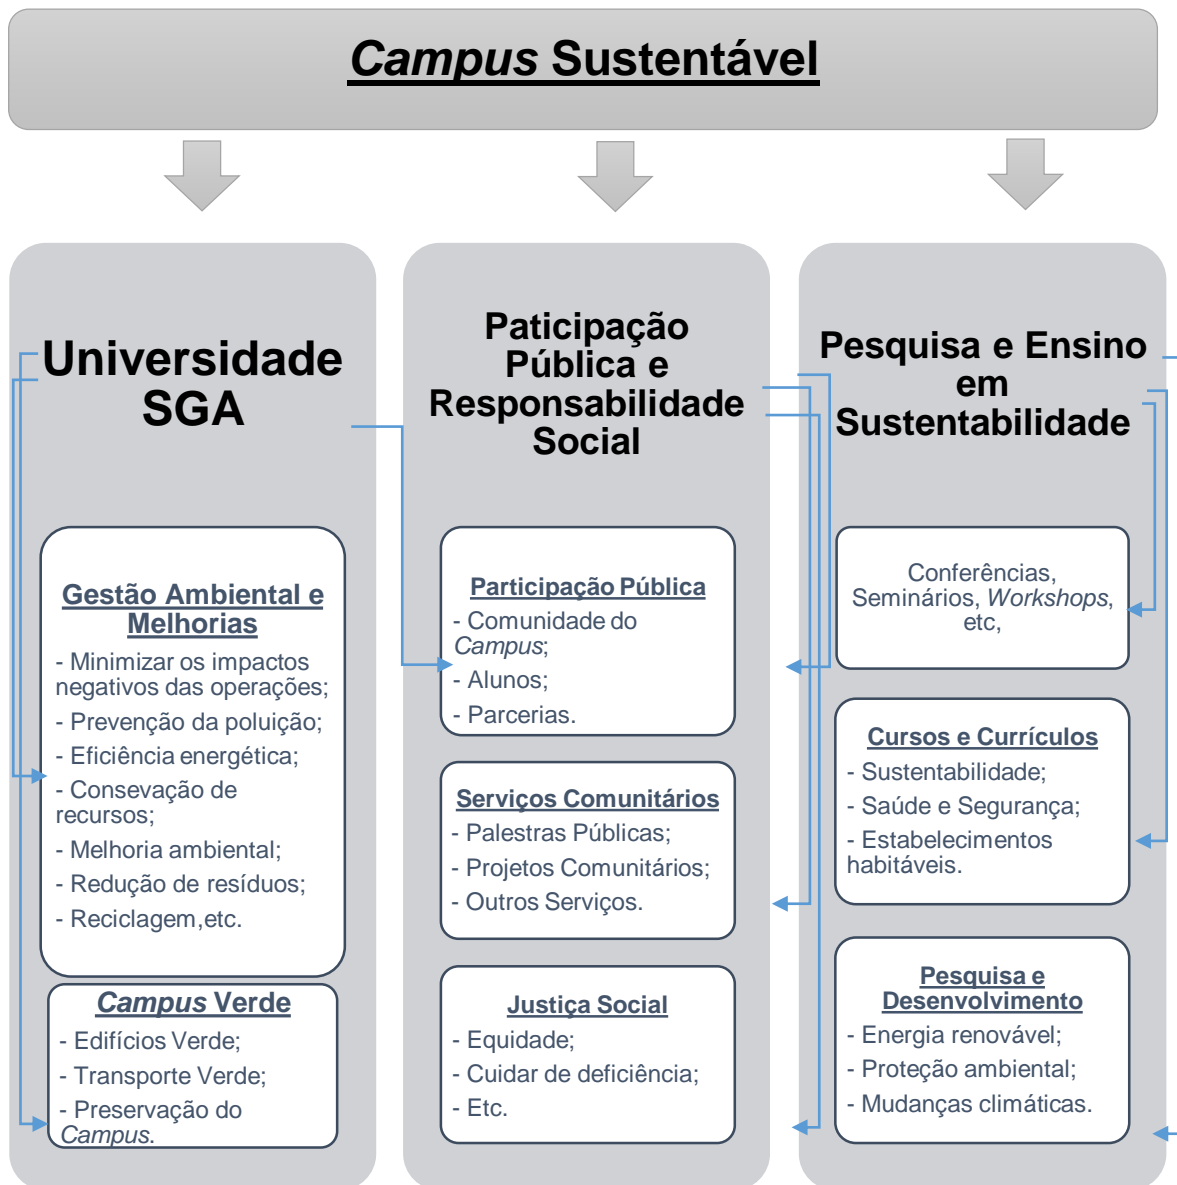 Campus Sustentável
Universidade
SGA
Gestão Ambiental e
Melhorias
- Minimizar os impactos
negativos das operações;
- Prevenção da poluição;
- Eficiência energética;
- Consevação de
recursos;
- Melhoria ambiental;
- Redução de resíduos;
- Reciclagem,etc.
Campus Verde
- Edifícios Verde;
- Transporte Verde;
- Preservação do
Campus.
Paticipação
Pública e
Responsabilidade
Social
Participação Pública
- Comunidade do
Campus;
- Alunos;
- Parcerias.
Serviços Comunitários
- Palestras Públicas;
- Projetos Comunitários;
- Outros Serviços.
Justiça Social
- Equidade;
- Cuidar de deficiência;
- Etc.
Pesquisa e Ensino
em
Sustentabilidade
Conferências,
Seminários, Workshops,
etc,
Cursos e Currículos
- Sustentabilidade;
- Saúde e Segurança;
- Estabelecimentos
habitáveis.
Pesquisa e
Desenvolvimento
- Energia renovável;
- Proteção ambiental;
- Mudanças climáticas.